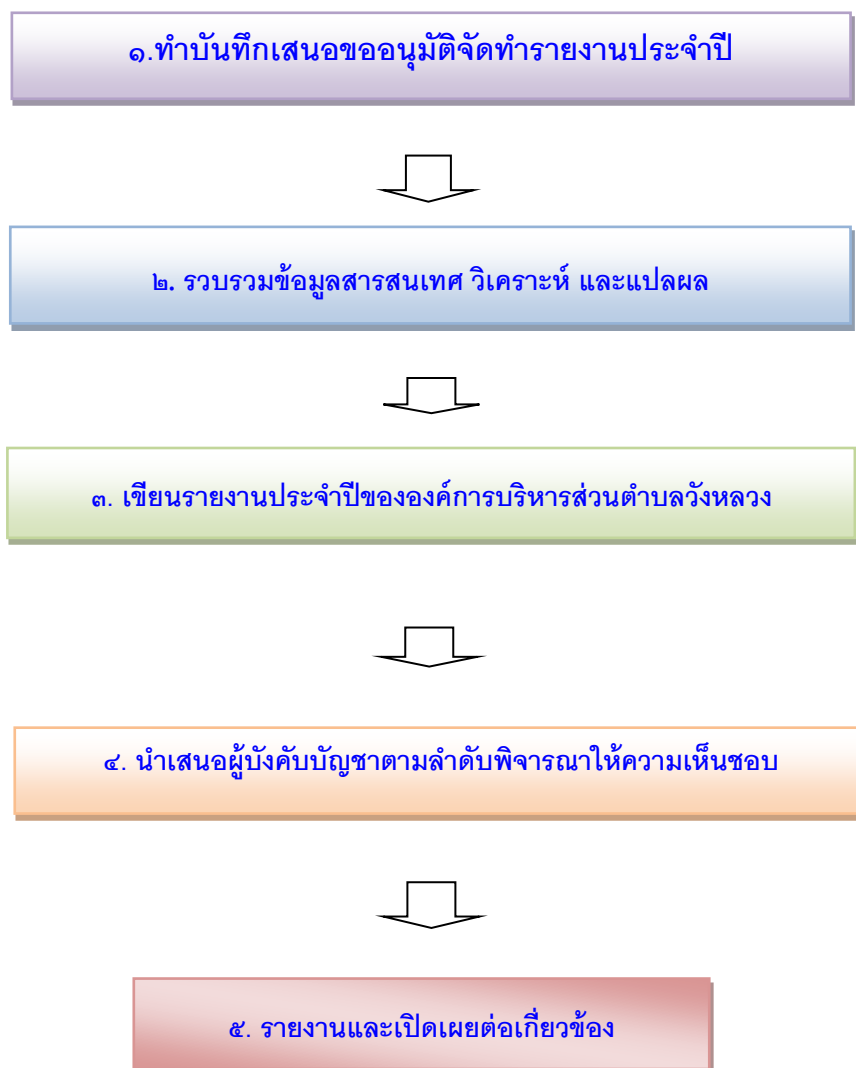 ๑.ทำบันทึกเสนอขออนุมัติจัดทำรายงานประจำปี
๒. รวบรวมข้อมูลสารสนเทศ วิเคราะห์ และแปลผล
๓. เขียนรายงานประจำปีขององค์การบริหารส่วนตำบลวังหลวง
๔. นำเสนอผู้บังคับบัญชาตามลำดับพิจารณาให้ความเห็นชอบ
๕. รายงานและเปิดเผยต่อเกี่ยวข้อง